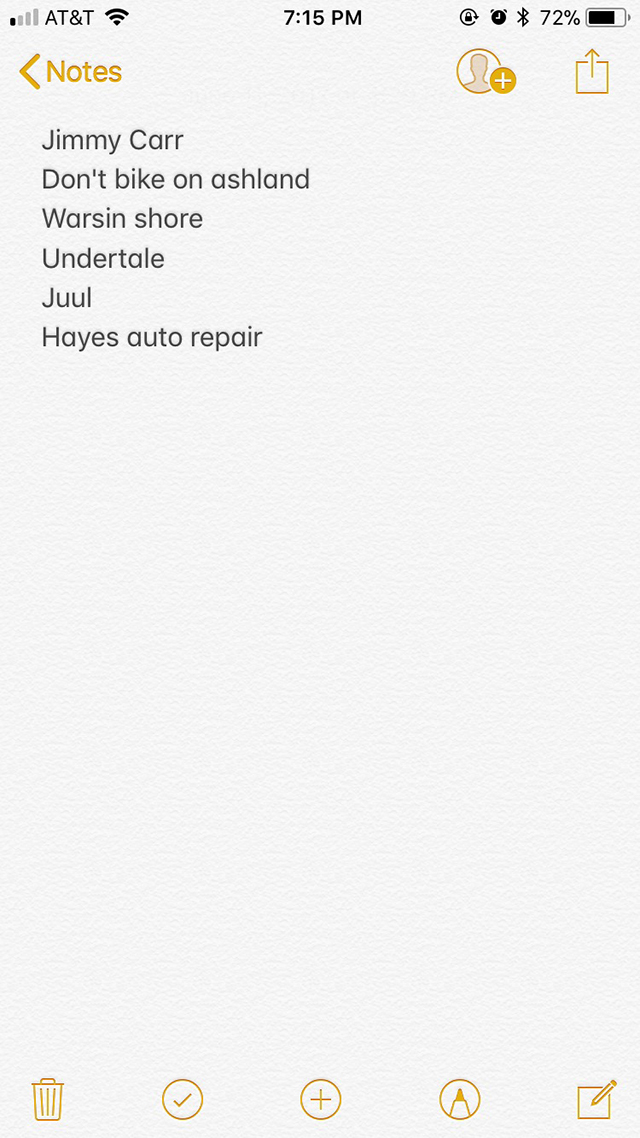 AT&T 7:15 PM 72%
Notes
Jimmy Carr
Don't bike on ashland
Warsin shore
Undertale
Juul
Hayes auto repair